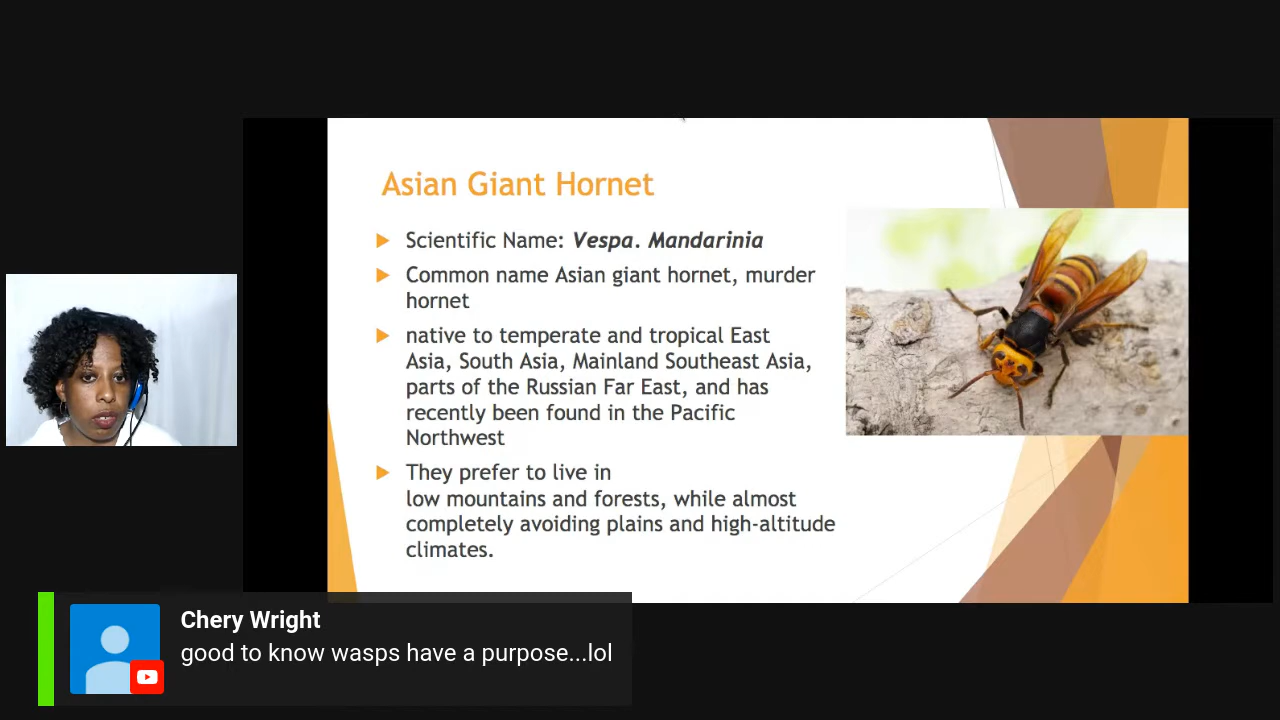 Asian Giant Hornet
Scientific Name: Vespa. Mandarinia
Common name Asian giant hornet, murder
hornet
native to temperate and tropical East
Asia, South Asia, Mainland Southeast Asia,
parts of the Russian Far East, and has
recently been found in the Pacific
Northwest
They prefer to live in
low mountains and forests, while almost
completely avoiding plains and high-altitude
climates.
Chery Wright
good to know wasps have a purpose...lol